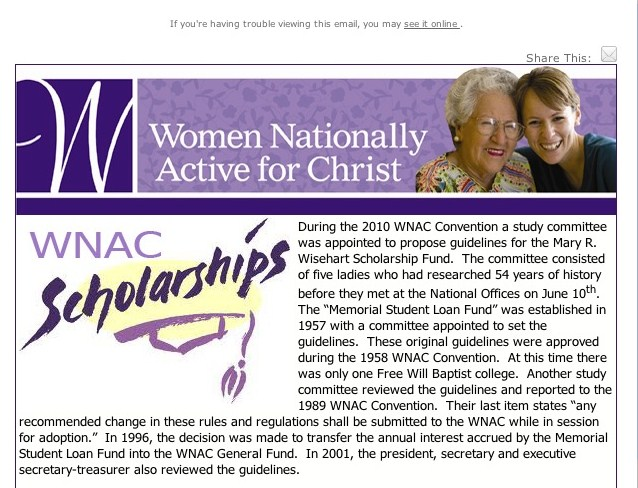 If you're having trouble viewing this email, you may see it online .
Share This:
W Women Nationally
Active for Christ
WNAC
Scholarships
During the 2010 WNAC Convention a study committee
was appointed to propose guidelines for the Mary R.
Wisehart Scholarship Fund.  The committee consisted
of five ladies who had researched 54 years of history
before they met at the National Offices on June 10th.
The “Memorial Student Loan Fund” was established in
1957 with a committee appointed to set the
guidelines.  These original guidelines were approved
during the 1958 WNAC Convention.  At this time there
was only one Free Will Baptist college.  Another study
committee reviewed the guidelines and reported to the
1989 WNAC Convention.  Their last item states “any
recommended change in these rules and regulations shall be submitted to the WNAC while in session
for adoption.”  In 1996, the decision was made to transfer the annual interest accrued by the Memorial
Student Loan Fund into the WNAC General Fund.  In 2001, the president, secretary and executive
secretary-treasurer also reviewed the guidelines.